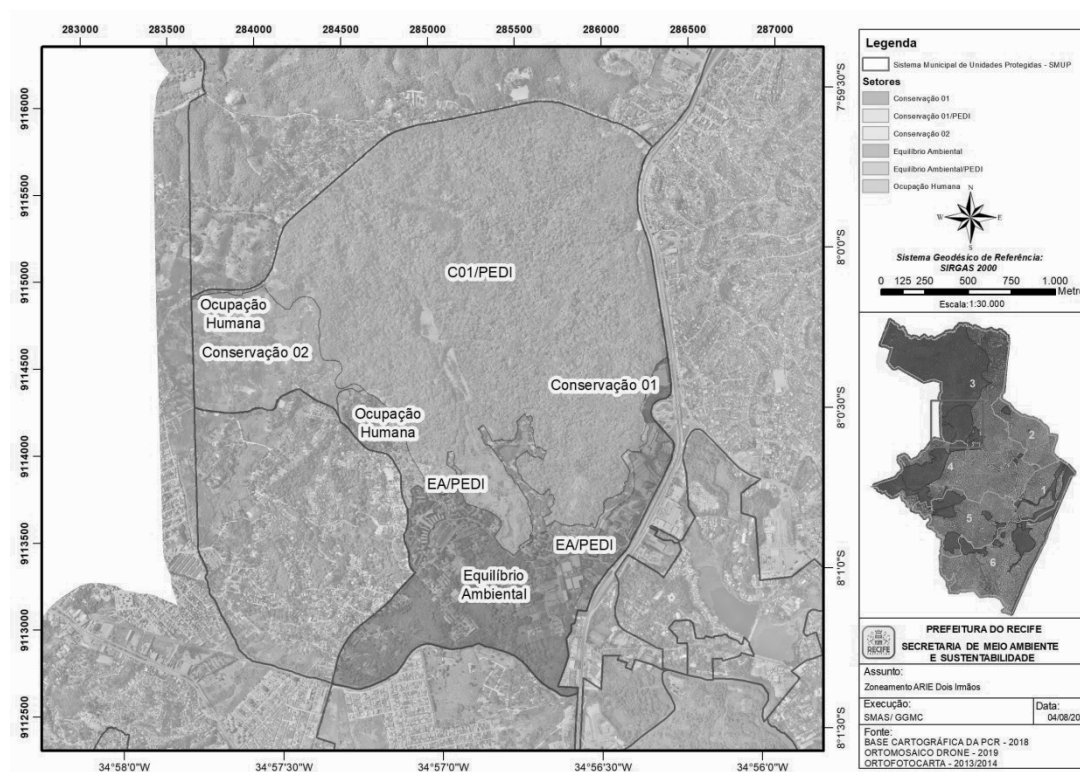 283000 283500 284000 284500 285000 285500 286000 286500 287000
9116000
9115500
9115000
9114500
9114000
9113500
9113000
9112500
7°59'30"S
8°0'0"S
8°0'30"S
8°1'0"S
8°1'30"S
34°58'0"W 34°57'30"W 34°57'0"W 34°56'30"W 34°56'0"W
C01/PEDI
Ocupação
Humana
Conservação 02
Conservação 01
Ocupação
Humana
EA/PEDI
EA/PEDI
Equilíbrio
Ambiental
Legenda
Sistema Municipal de Unidades Protegidas - SMUP
Setores
Conservação 01
Conservação 01/PEDI
Conservação 02
Equilíbrio Ambiental
Equilíbrio Ambiental/PEDI
Ocupação Humana
N
W E
S
Sistema Geodésico de Referência:
SIRGAS 2000
0 125 250 500 750 1.000
Metr
Escala:1:30.000
3
2
4
1
5
6
RECIFE
PREFEITURA DO RECIFE
SECRETARIA DE MEIO AMBIENTE
E SUSTENTABILIDADE
Assunto:
Zoneamento ARIE Dois Irmãos
Execução:
SMAS/ GGMC
Data:
04/08/20
Fonte:
BASE CARTOGRÁFICA DA PCR - 2018
ORTOMOSAICO DRONE - 2019
ORTOFOTOCARTA - 2013/2014